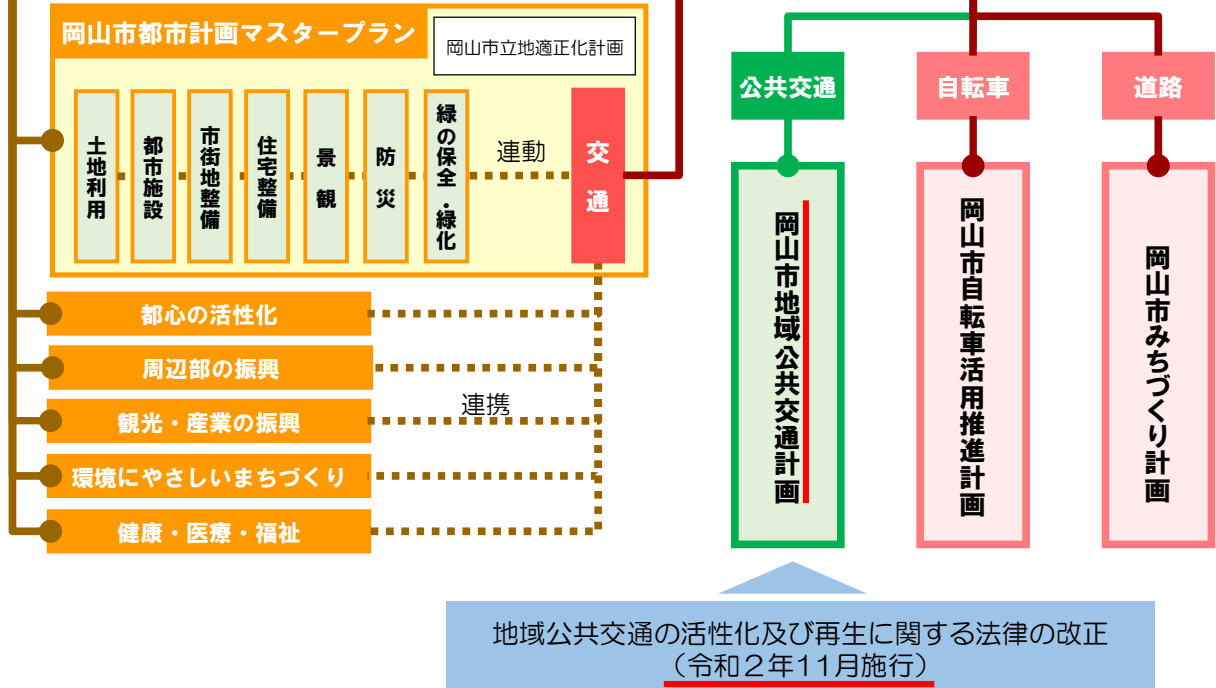 岡山市都市計画マスタープラン
岡山市立地適正化計画
土地利用
都市施設
市街地整備
住宅整備
景観
防災
緑の保全・緑化
連動
交通
都心の活性化
周辺部の振興
観光・産業の振興
環境にやさしいまちづくり
健康・医療・福祉
連携
公共交通
自転車
道路
岡山市地域公共交通計画
岡山市自転車活用推進計画
岡山市みちづくり計画
地域公共交通の活性化及び再生に関する法律の改正
（令和２年11月施行）